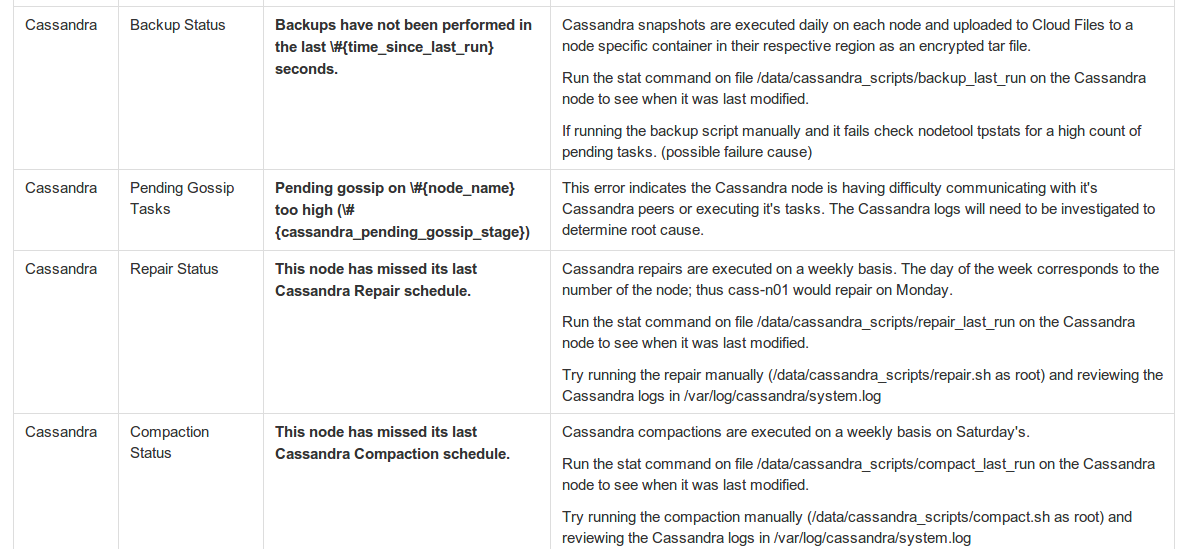 Cassandra
Backup Status
Backups have not been performed in
the last \#{time_since_last_run}
seconds.
Cassandra snapshots are executed daily on each node and uploaded to Cloud Files to a
node specific container in their respective region as an encrypted tar file.
Run the stat command on file /data/cassandra_scripts/backup_last_run on the Cassandra
node to see when it was last modified.
If running the backup script manually and it fails check nodetool tpstats for a high count of
pending tasks. (possible failure cause)
Cassandra
Pending Gossip
Tasks
Pending gossip on \#{node_name}
too high (\#
{cassandra_pending_gossip_stage})
This error indicates the Cassandra node is having difficulty communicating with it's
Cassandra peers or executing it's tasks. The Cassandra logs will need to be investigated to
determine root cause.
Cassandra
Repair Status
This node has missed its last
Cassandra Repair schedule.
Cassandra repairs are executed on a weekly basis. The day of the week corresponds to the
number of the node; thus cass-n01 would repair on Monday.
Run the stat command on file /data/cassandra_scripts/repair_last_run on the Cassandra
node to see when it was last modified.
Try running the repair manually (/data/cassandra_scripts/repair.sh as root) and reviewing the
Cassandra logs in /var/log/cassandra/system.log
Cassandra
Compaction
Status
This node has missed its last
Cassandra Compaction schedule.
Cassandra compactions are executed on a weekly basis on Saturday's.
Run the stat command on file /data/cassandra_scripts/compact_last_run on the Cassandra
node to see when it was last modified.
Try running the compaction manually (/data/cassandra_scripts/compact.sh as root) and
reviewing the Cassandra logs in /var/log/cassandra/system.log